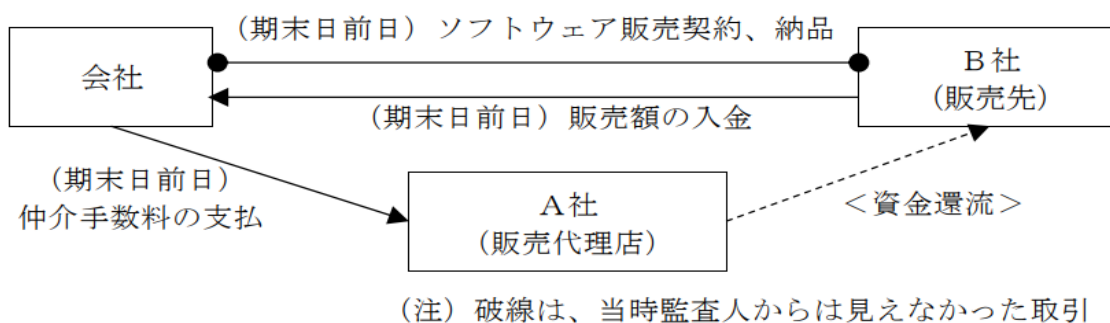 (期末日前日)ソフトウェア販売契約、納品
会社
B社
(販売先)
(期末日前日)販売額の入金
(期末日前日)
仲介手数料の支払
A社
(販売代理店)
<資金還流>
(注)破線は、当時監査人からは見えなかった取引